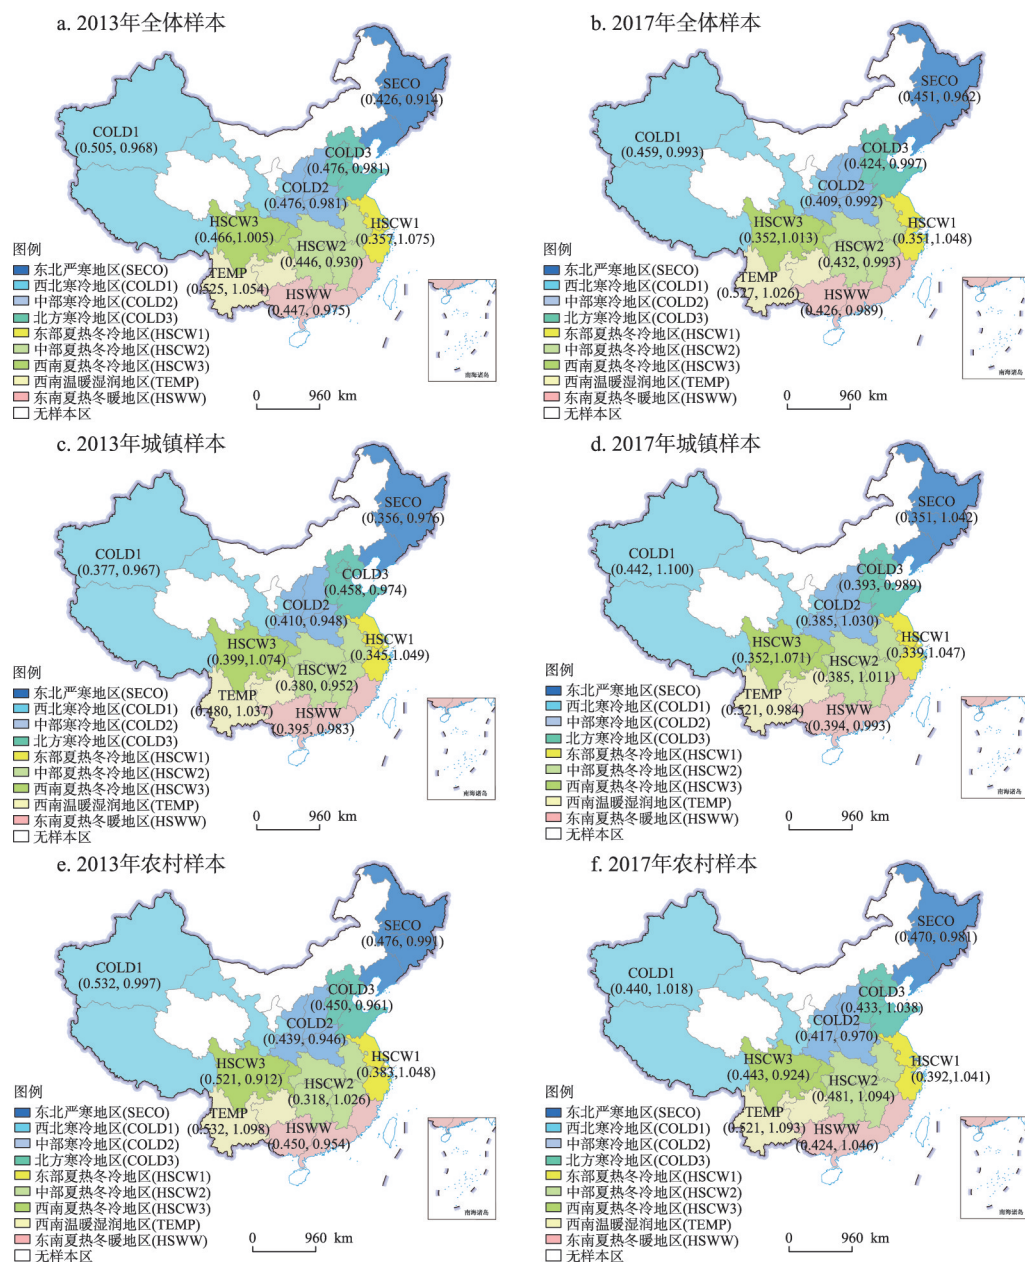 a. 2013年全体样本
SECO
(0.426, 0.914)
COLD1
(0.505, 0.968)
COLD3
(0.476, 0.981)
COLD2
(0.476, 0.981)
HSCW3
(0.466,1.005)
HSCW1
(0.357,1.075)
HSCW2
(0.446, 0.930)
TEMP
(0.525, 1.054)
HSWW
(0.447, 0.975)
图例
东北严寒地区(SECO)
西北寒冷地区(COLD1)
中部寒冷地区(COLD2)
北方寒冷地区(COLD3)
东部夏热冬冷地区(HSCW1)
中部夏热冬冷地区(HSCW2)
西南夏热冬冷地区(HSCW3)
西南温暖湿润地区(TEMP)
东南夏热冬暖地区(HSWW)
无样本区
0 960 km
南海诸岛
b. 2017年全体样本
SECO
(0.451, 0.962)
COLD1
(0.459, 0.993)
COLD3
(0.424, 0.997)
COLD2
(0.409, 0.992)
HSCW3
(0.352,1.013)
HSCW1
(0.351,1.048)
HSCW2
(0.432, 0.993)
TEMP
(0.527, 1.026)
HSWW
(0.426, 0.989)
图例
东北严寒地区(SECO)
西北寒冷地区(COLD1)
中部寒冷地区(COLD2)
北方寒冷地区(COLD3)
东部夏热冬冷地区(HSCW1)
中部夏热冬冷地区(HSCW2)
西南夏热冬冷地区(HSCW3)
西南温暖湿润地区(TEMP)
东南夏热冬暖地区(HSWW)
无样本区
0 960 km
南海诸岛
c. 2013年城镇样本
SECO
(0.356, 0.976)
COLD1
(0.377, 0.967)
COLD3
(0.458, 0.974)
COLD2
(0.410, 0.948)
HSCW3
(0.399,1.074)
HSCW1
(0.345,1.049)
HSCW2
(0.380, 0.952)
TEMP
(0.480, 1.037)
HSWW
(0.395, 0.983)
图例
东北严寒地区(SECO)
西北寒冷地区(COLD1)
中部寒冷地区(COLD2)
北方寒冷地区(COLD3)
东部夏热冬冷地区(HSCW1)
中部夏热冬冷地区(HSCW2)
西南夏热冬冷地区(HSCW3)
西南温暖湿润地区(TEMP)
东南夏热冬暖地区(HSWW)
无样本区
0 960 km
南海诸岛
d. 2017年城镇样本
SECO
(0.351, 1.042)
COLD1
(0.442, 1.100)
COLD3
(0.393, 0.989)
COLD2
(0.385, 1.030)
HSCW3
(0.352,1.071)
HSCW1
(0.339,1.047)
HSCW2
(0.385, 1.011)
TEMP
(0.521, 0.984)
HSWW
(0.394, 0.993)
图例
东北严寒地区(SECO)
西北寒冷地区(COLD1)
中部寒冷地区(COLD2)
北方寒冷地区(COLD3)
东部夏热冬冷地区(HSCW1)
中部夏热冬冷地区(HSCW2)
西南夏热冬冷地区(HSCW3)
西南温暖湿润地区(TEMP)
东南夏热冬暖地区(HSWW)
无样本区
0 960 km
南海诸岛
e. 2013年农村样本
SECO
(0.476, 0.991)
COLD1
(0.532, 0.997)
COLD3
(0.450, 0.961)
COLD2
(0.439, 0.946)
HSCW3
(0.521, 0.912)
HSCW1
(0.383,1.048)
HSCW2
(0.318, 1.026)
TEMP
(0.532, 1.098)
HSWW
(0.450, 0.954)
图例
东北严寒地区(SECO)
西北寒冷地区(COLD1)
中部寒冷地区(COLD2)
北方寒冷地区(COLD3)
东部夏热冬冷地区(HSCW1)
中部夏热冬冷地区(HSCW2)
西南夏热冬冷地区(HSCW3)
西南温暖湿润地区(TEMP)
东南夏热冬暖地区(HSWW)
无样本区
0 960 km
南海诸岛
f. 2017年农村样本
SECO
(0.470, 0.981)
COLD1
(0.440, 1.018)
COLD3
(0.433, 1.038)
COLD2
(0.417, 0.970)
HSCW3
(0.443, 0.924)
HSCW1
(0.392,1.041)
HSCW2
(0.481, 1.094)
TEMP
(0.521, 1.093)
HSWW
(0.424, 1.046)
图例
东北严寒地区(SECO)
西北寒冷地区(COLD1)
中部寒冷地区(COLD2)
北方寒冷地区(COLD3)
东部夏热冬冷地区(HSCW1)
中部夏热冬冷地区(HSCW2)
西南夏热冬冷地区(HSCW3)
西南温暖湿润地区(TEMP)
东南夏热冬暖地区(HSWW)
无样本区
0 960 km
南海诸岛